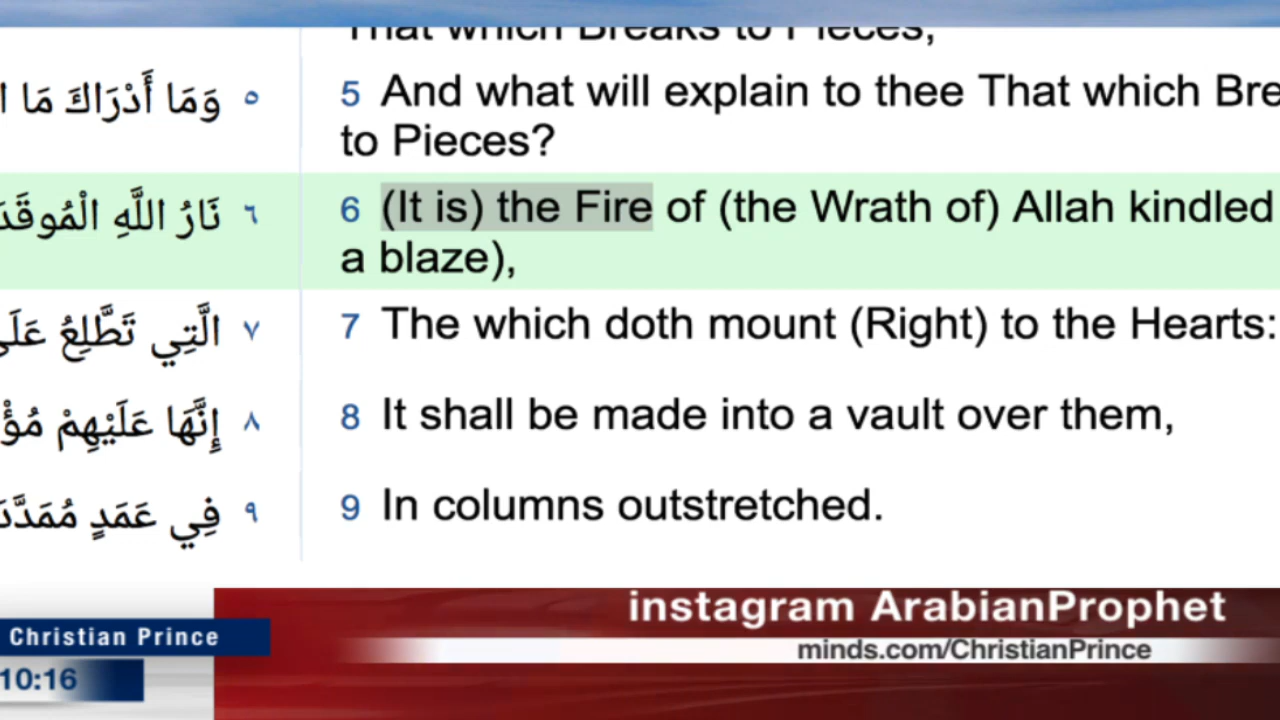 That which Breaks to Pieces,
وَمَا أَدْرَاكَ مَا ٥
5 And what will explain to thee That which
to Pieces?
نَارُ اللَّهِ ٦
6 (It is) the Fire of (the Wrath of) Allah kindled
a blaze),
الَّتِي تَطَّلِعُ ٧
7 The which doth mount (Right) to the Hearts:
إِنَّهَا عَلَيْهِمْ ٨
8 It shall be made into a vault over them,
فِي عَمَدٍ ٩
9 In columns outstretched.
instagram ArabianProphet
Christian Prince
minds.com/ChristianPrince
10:16